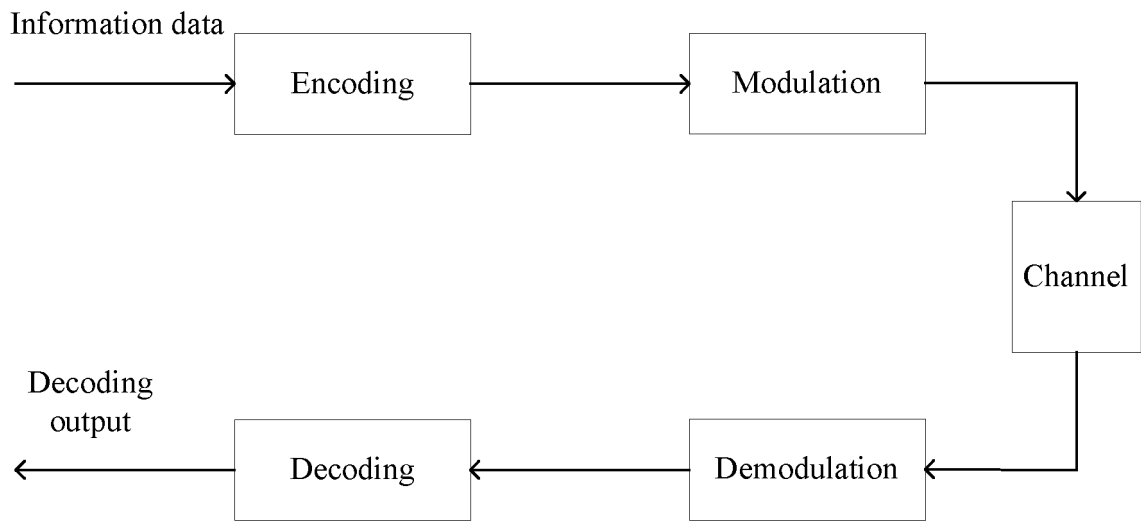 Information data
Encoding
Modulation
Channel
Demodulation
Decoding
Decoding
output